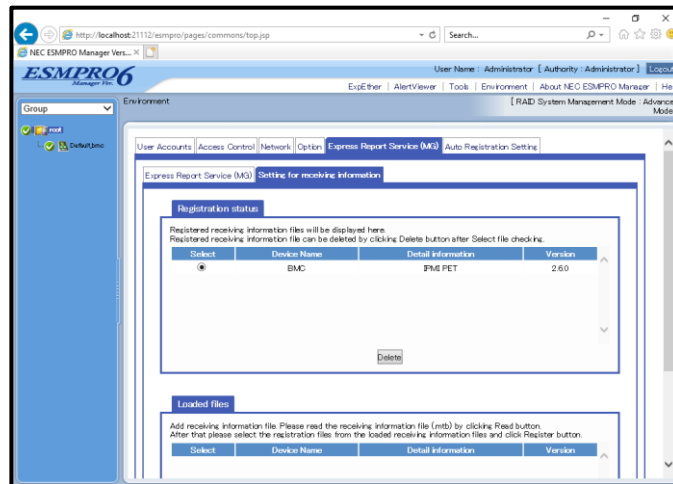 http://localhost:21112/esmpro/pages/commons/top.jsp
Search...
NEC ESMPRO Manager Vers...
ESMPRO6
Manager Ver.
User Name : Administrator [ Authority : Administrator ] Logout
ExpEther | AlertViewer | Tools | Environment | About NEC ESMPRO Manager | He
Group
Environment
[ RAID System Management Mode : Advance
Mode
root
Default.bmc
User Accounts Access Control Network Option Express Report Service (MG) Auto Registration Setting
Express Report Service (MG) Setting for receiving information
Registration status
Registered receiving information files will be displayed here.
Registered receiving information file can be deleted by clicking Delete button after Select file checking.
Select Device Name Detail information Version
BMC IPMI PET 2.6.0
Delete
Loaded files
Add receiving information file. Please read the receiving information file (.mtb) by clicking Read button.
After that please select the registration files from the loaded receiving information files and click Register button.
Select Device Name Detail information Version